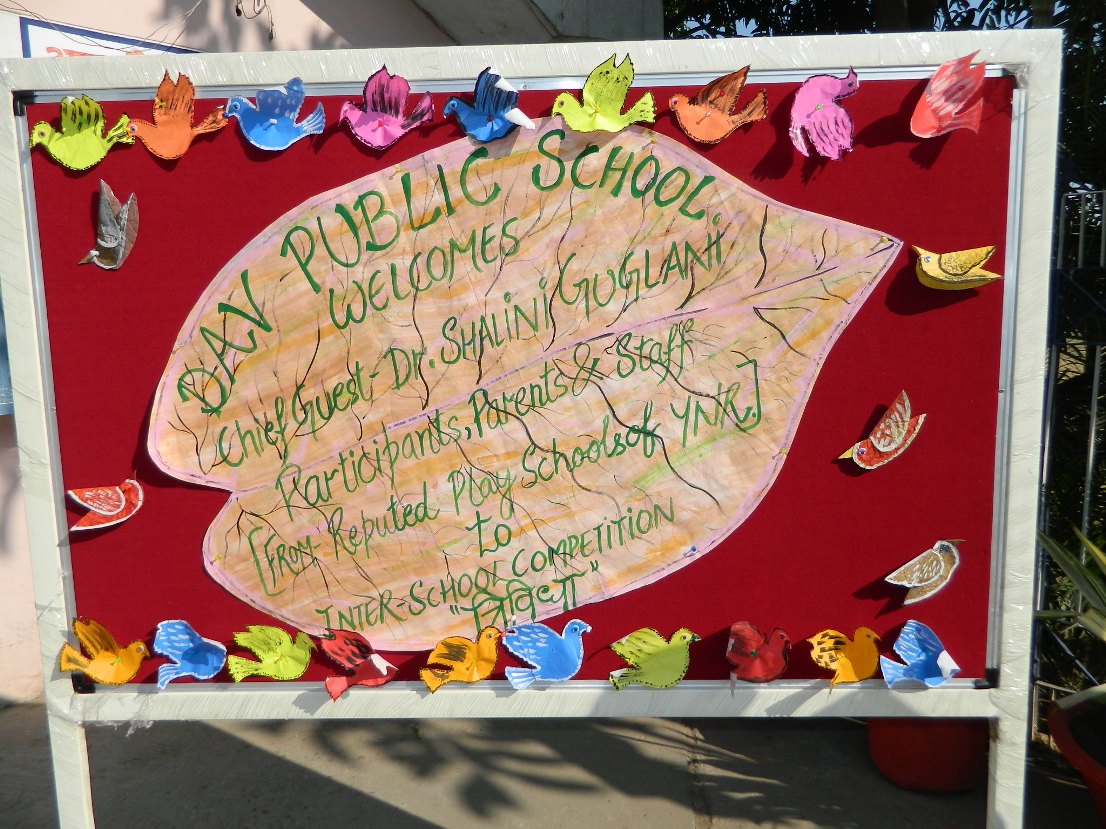 DAV PUBLIC SCHOOL.
WELCOMES
Chief Guest - Dr. SHALINI GUGLANI
Participants, Parents & Staff
[FROM Reputed Play Schools of YNR.]
to
INTER-SCHOOL COMPETITION
"त्रिविधा"